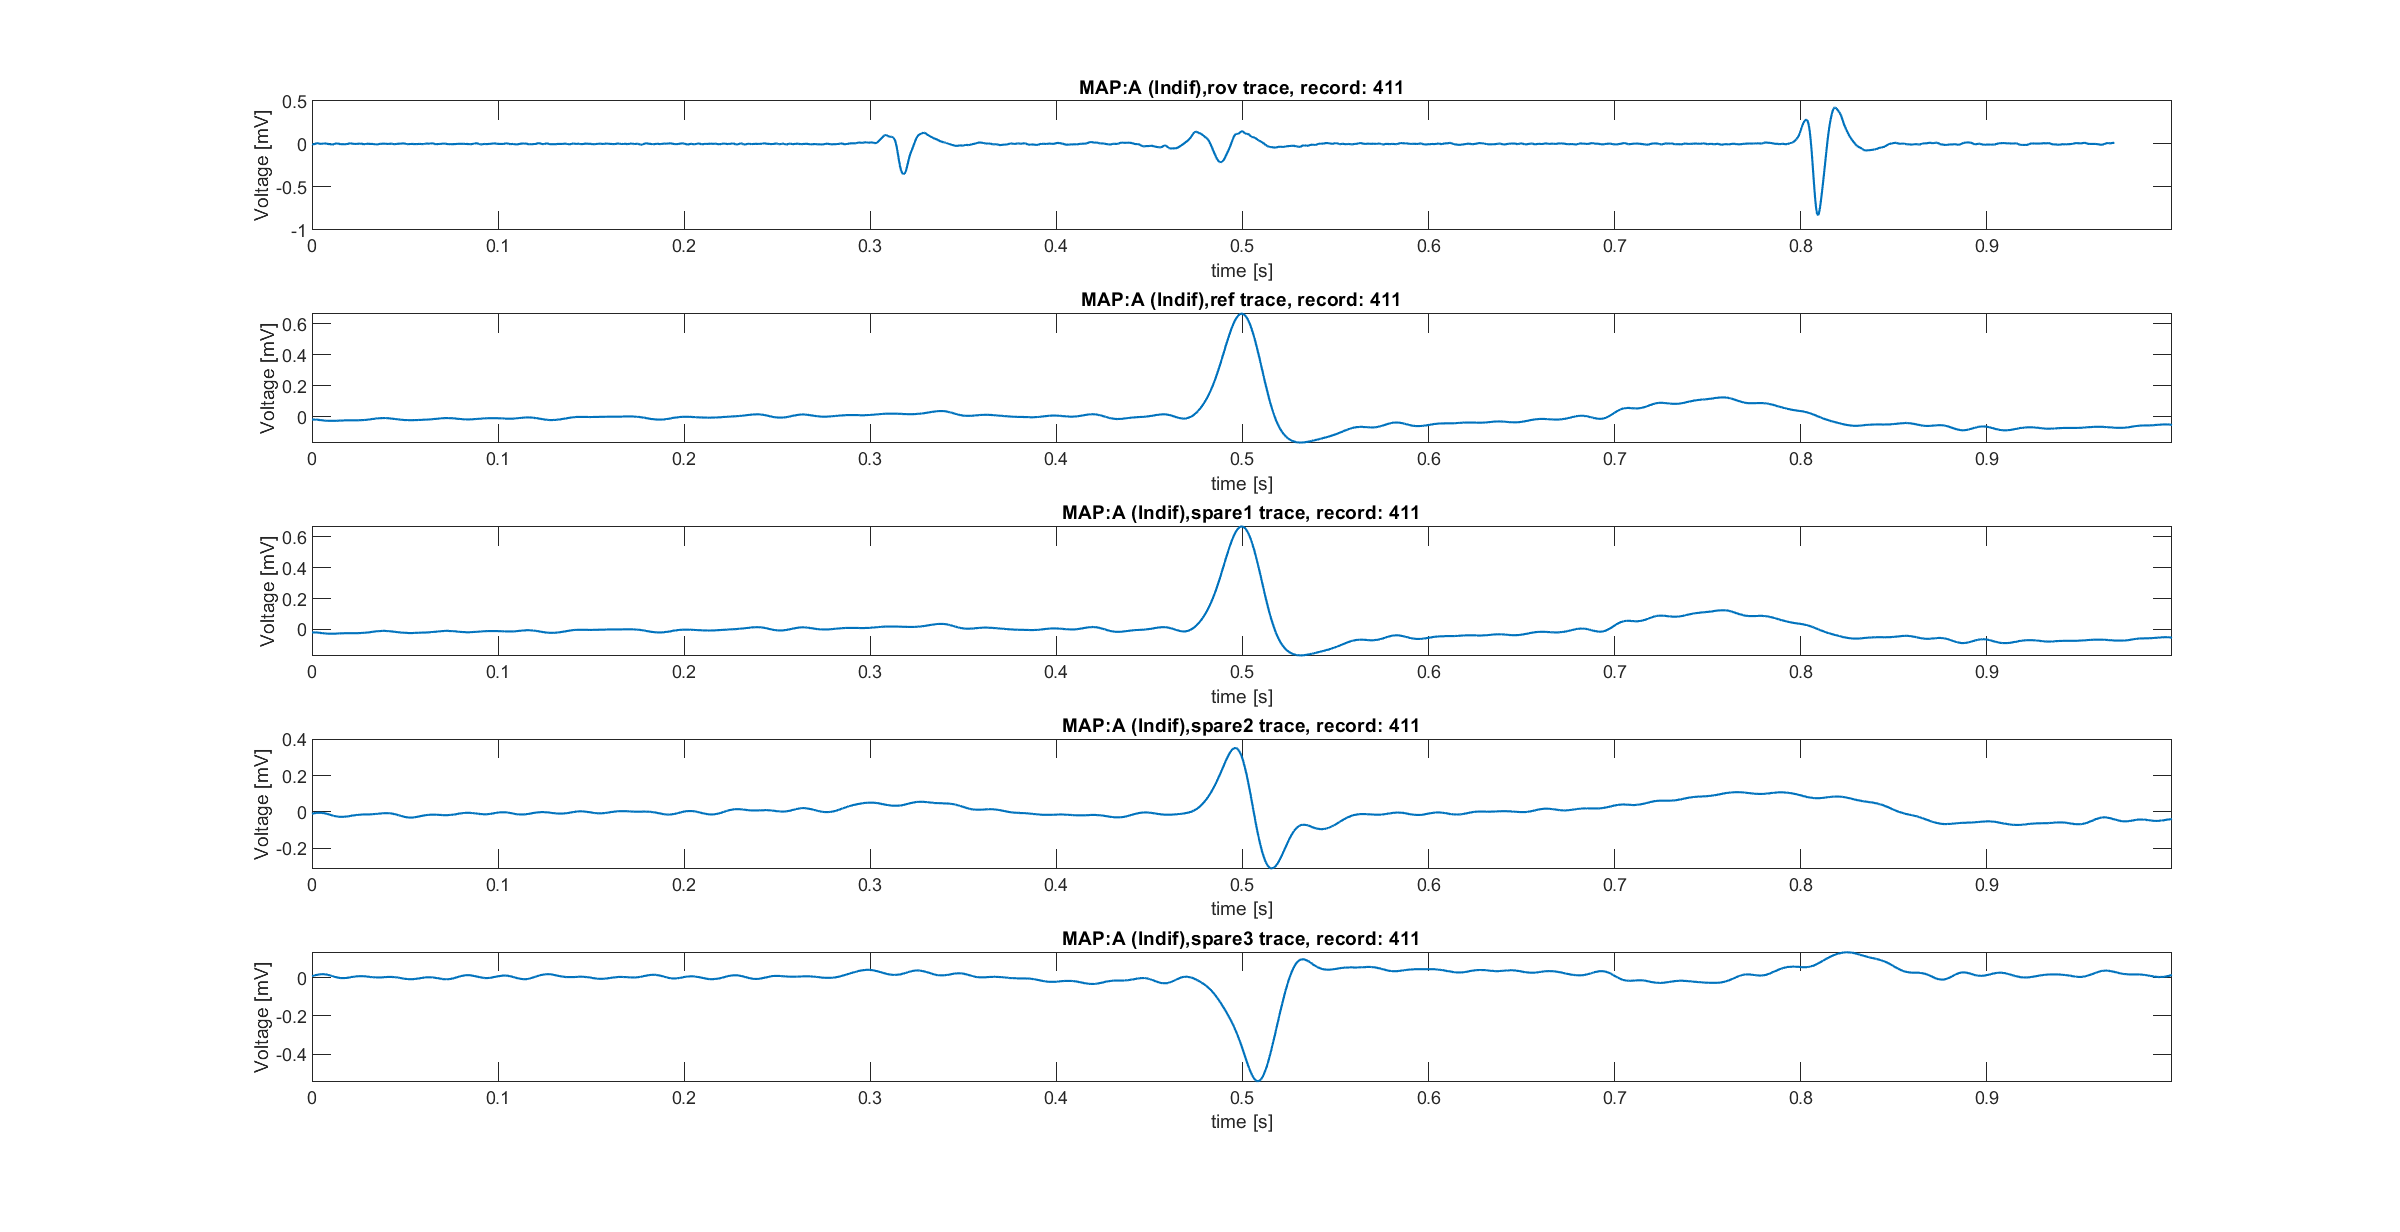 MAP:A (Indif),rov trace, record: 411
Voltage [mV]
0.5
0
-0.5
-1
0 0.1 0.2 0.3 0.4 0.5 0.6 0.7 0.8 0.9
time [s]
MAP:A (Indif),ref trace, record: 411
Voltage [mV]
0.6
0.4
0.2
0
0 0.1 0.2 0.3 0.4 0.5 0.6 0.7 0.8 0.9
time [s]
MAP:A (Indif),spare1 trace, record: 411
Voltage [mV]
0.6
0.4
0.2
0
0 0.1 0.2 0.3 0.4 0.5 0.6 0.7 0.8 0.9
time [s]
MAP:A (Indif),spare2 trace, record: 411
Voltage [mV]
0.4
0.2
0
-0.2
0 0.1 0.2 0.3 0.4 0.5 0.6 0.7 0.8 0.9
time [s]
MAP:A (Indif),spare3 trace, record: 411
Voltage [mV]
0
-0.2
-0.4
0 0.1 0.2 0.3 0.4 0.5 0.6 0.7 0.8 0.9
time [s]